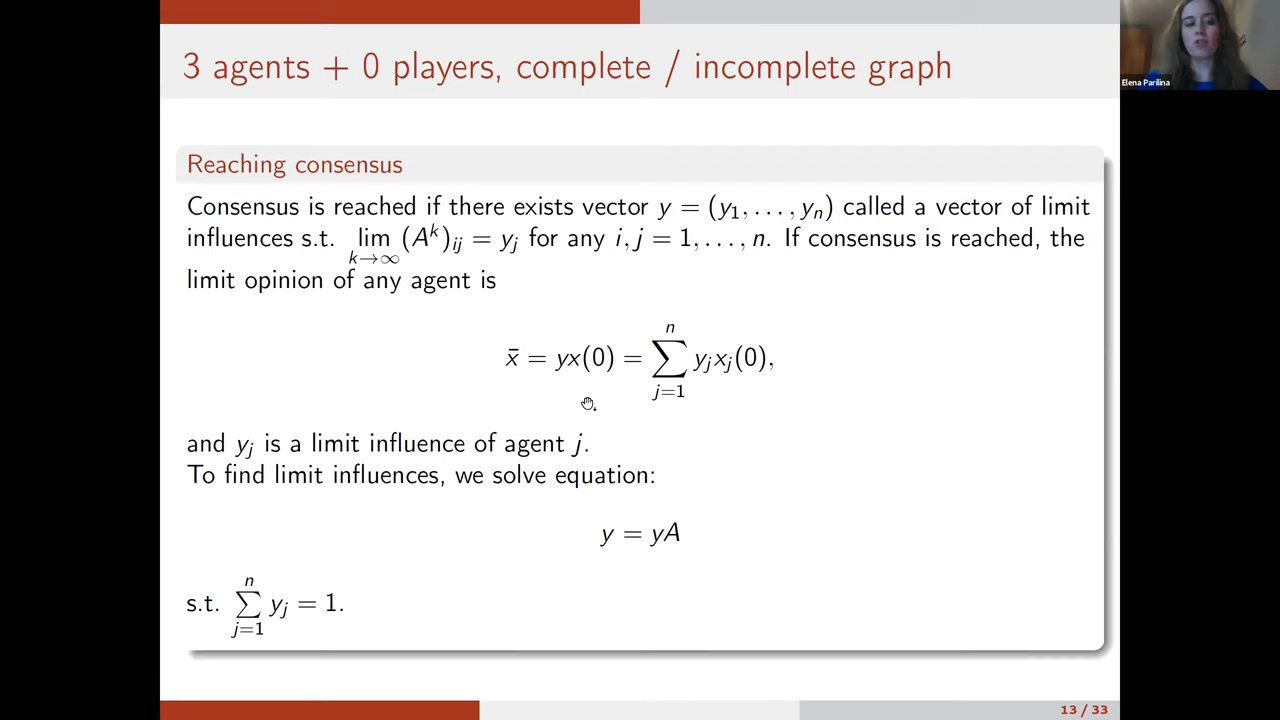 3 agents + 0 players, complete / incomplete graph
Elena Parilina
Reaching consensus
Consensus is reached if there exists vector y = (y₁, . . . , yₙ) called a vector of limit
influences s.t. lim_{k→∞} (Aᵏ)ᵢⱼ = yⱼ for any i, j = 1, . . . , n. If consensus is reached, the
limit opinion of any agent is
x̄ = yx(0) = ∑_{j=1}^{n} yⱼxⱼ(0),
and yⱼ is a limit influence of agent j.
To find limit influences, we solve equation:
y = yA
s.t. ∑_{j=1}^{n} yⱼ = 1.
13 / 33